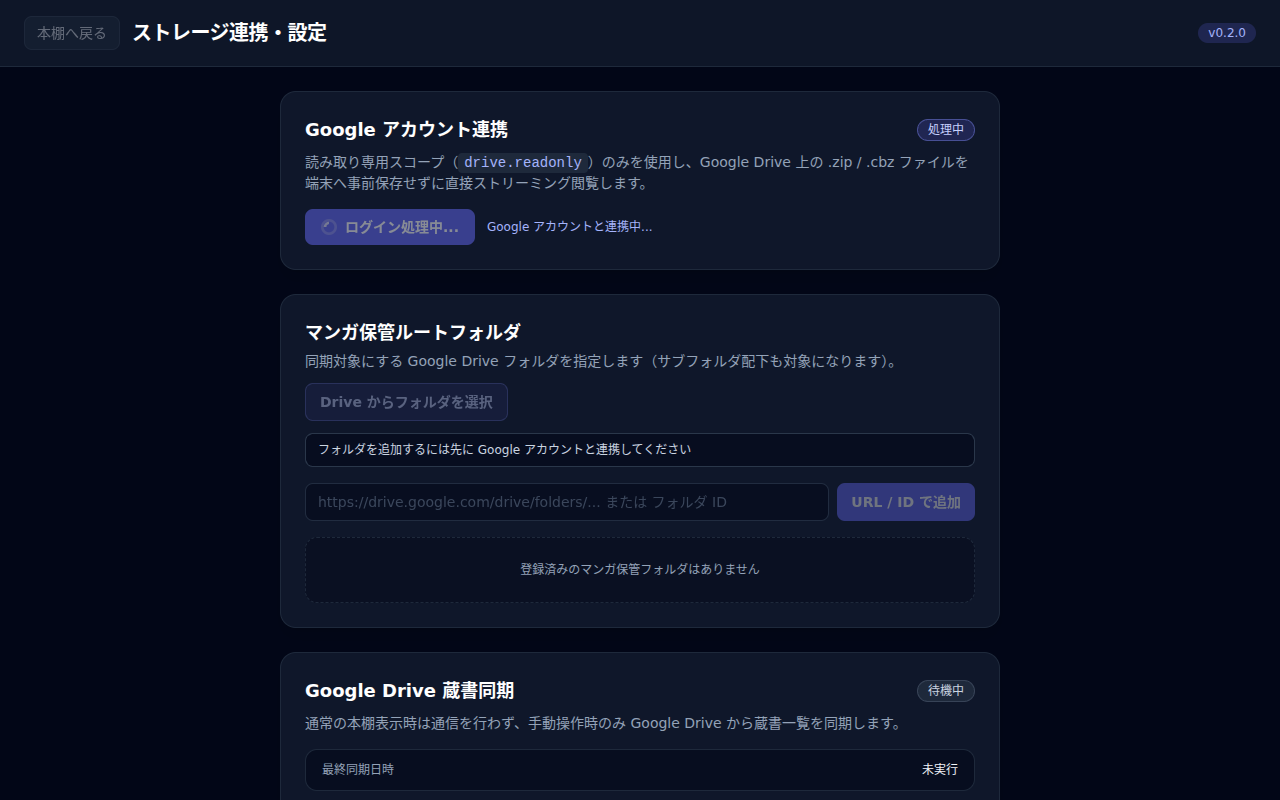 本棚へ戻る
ストレージ連携・設定
v0.2.0
Google アカウント連携
処理中
読み取り専用スコープ（drive.readonly）のみを使用し、Google Drive 上の .zip / .cbz ファイルを
端末へ事前保存せずに直接ストリーミング閲覧します。
ログイン処理中...
Google アカウントと連携中...
マンガ保管ルートフォルダ
同期対象にする Google Drive フォルダを指定します（サブフォルダ配下も対象になります）。
Drive からフォルダを選択
フォルダを追加するには先に Google アカウントと連携してください
https://drive.google.com/drive/folders/... または フォルダ ID
URL / ID で追加
登録済みのマンガ保管フォルダはありません
Google Drive 蔵書同期
待機中
通常の本棚表示時は通信を行わず、手動操作時のみ Google Drive から蔵書一覧を同期します。
最終同期日時
未実行